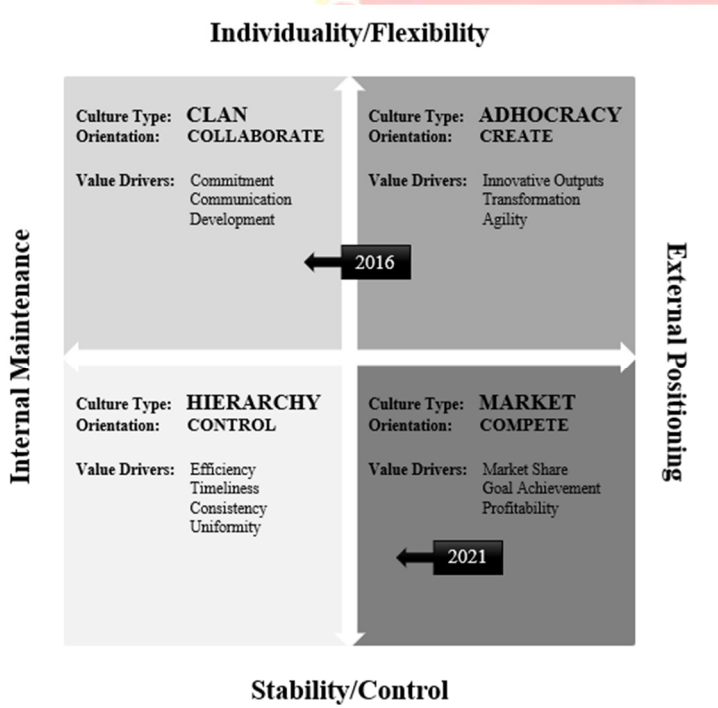 Individuality/Flexibility
Culture Type: CLAN
Orientation: COLLABORATE
Value Drivers: Commitment
Communication
Development
Culture Type: ADHOCRACY
Orientation: CREATE
Value Drivers: Innovative Outputs
Transformation
Agility
2016
Internal Maintenance
External Positioning
Culture Type: HIERARCHY
Orientation: CONTROL
Value Drivers: Efficiency
Timeliness
Consistency
Uniformity
Culture Type: MARKET
Orientation: COMPETE
Value Drivers: Market Share
Goal Achievement
Profitability
2021
Stability/Control